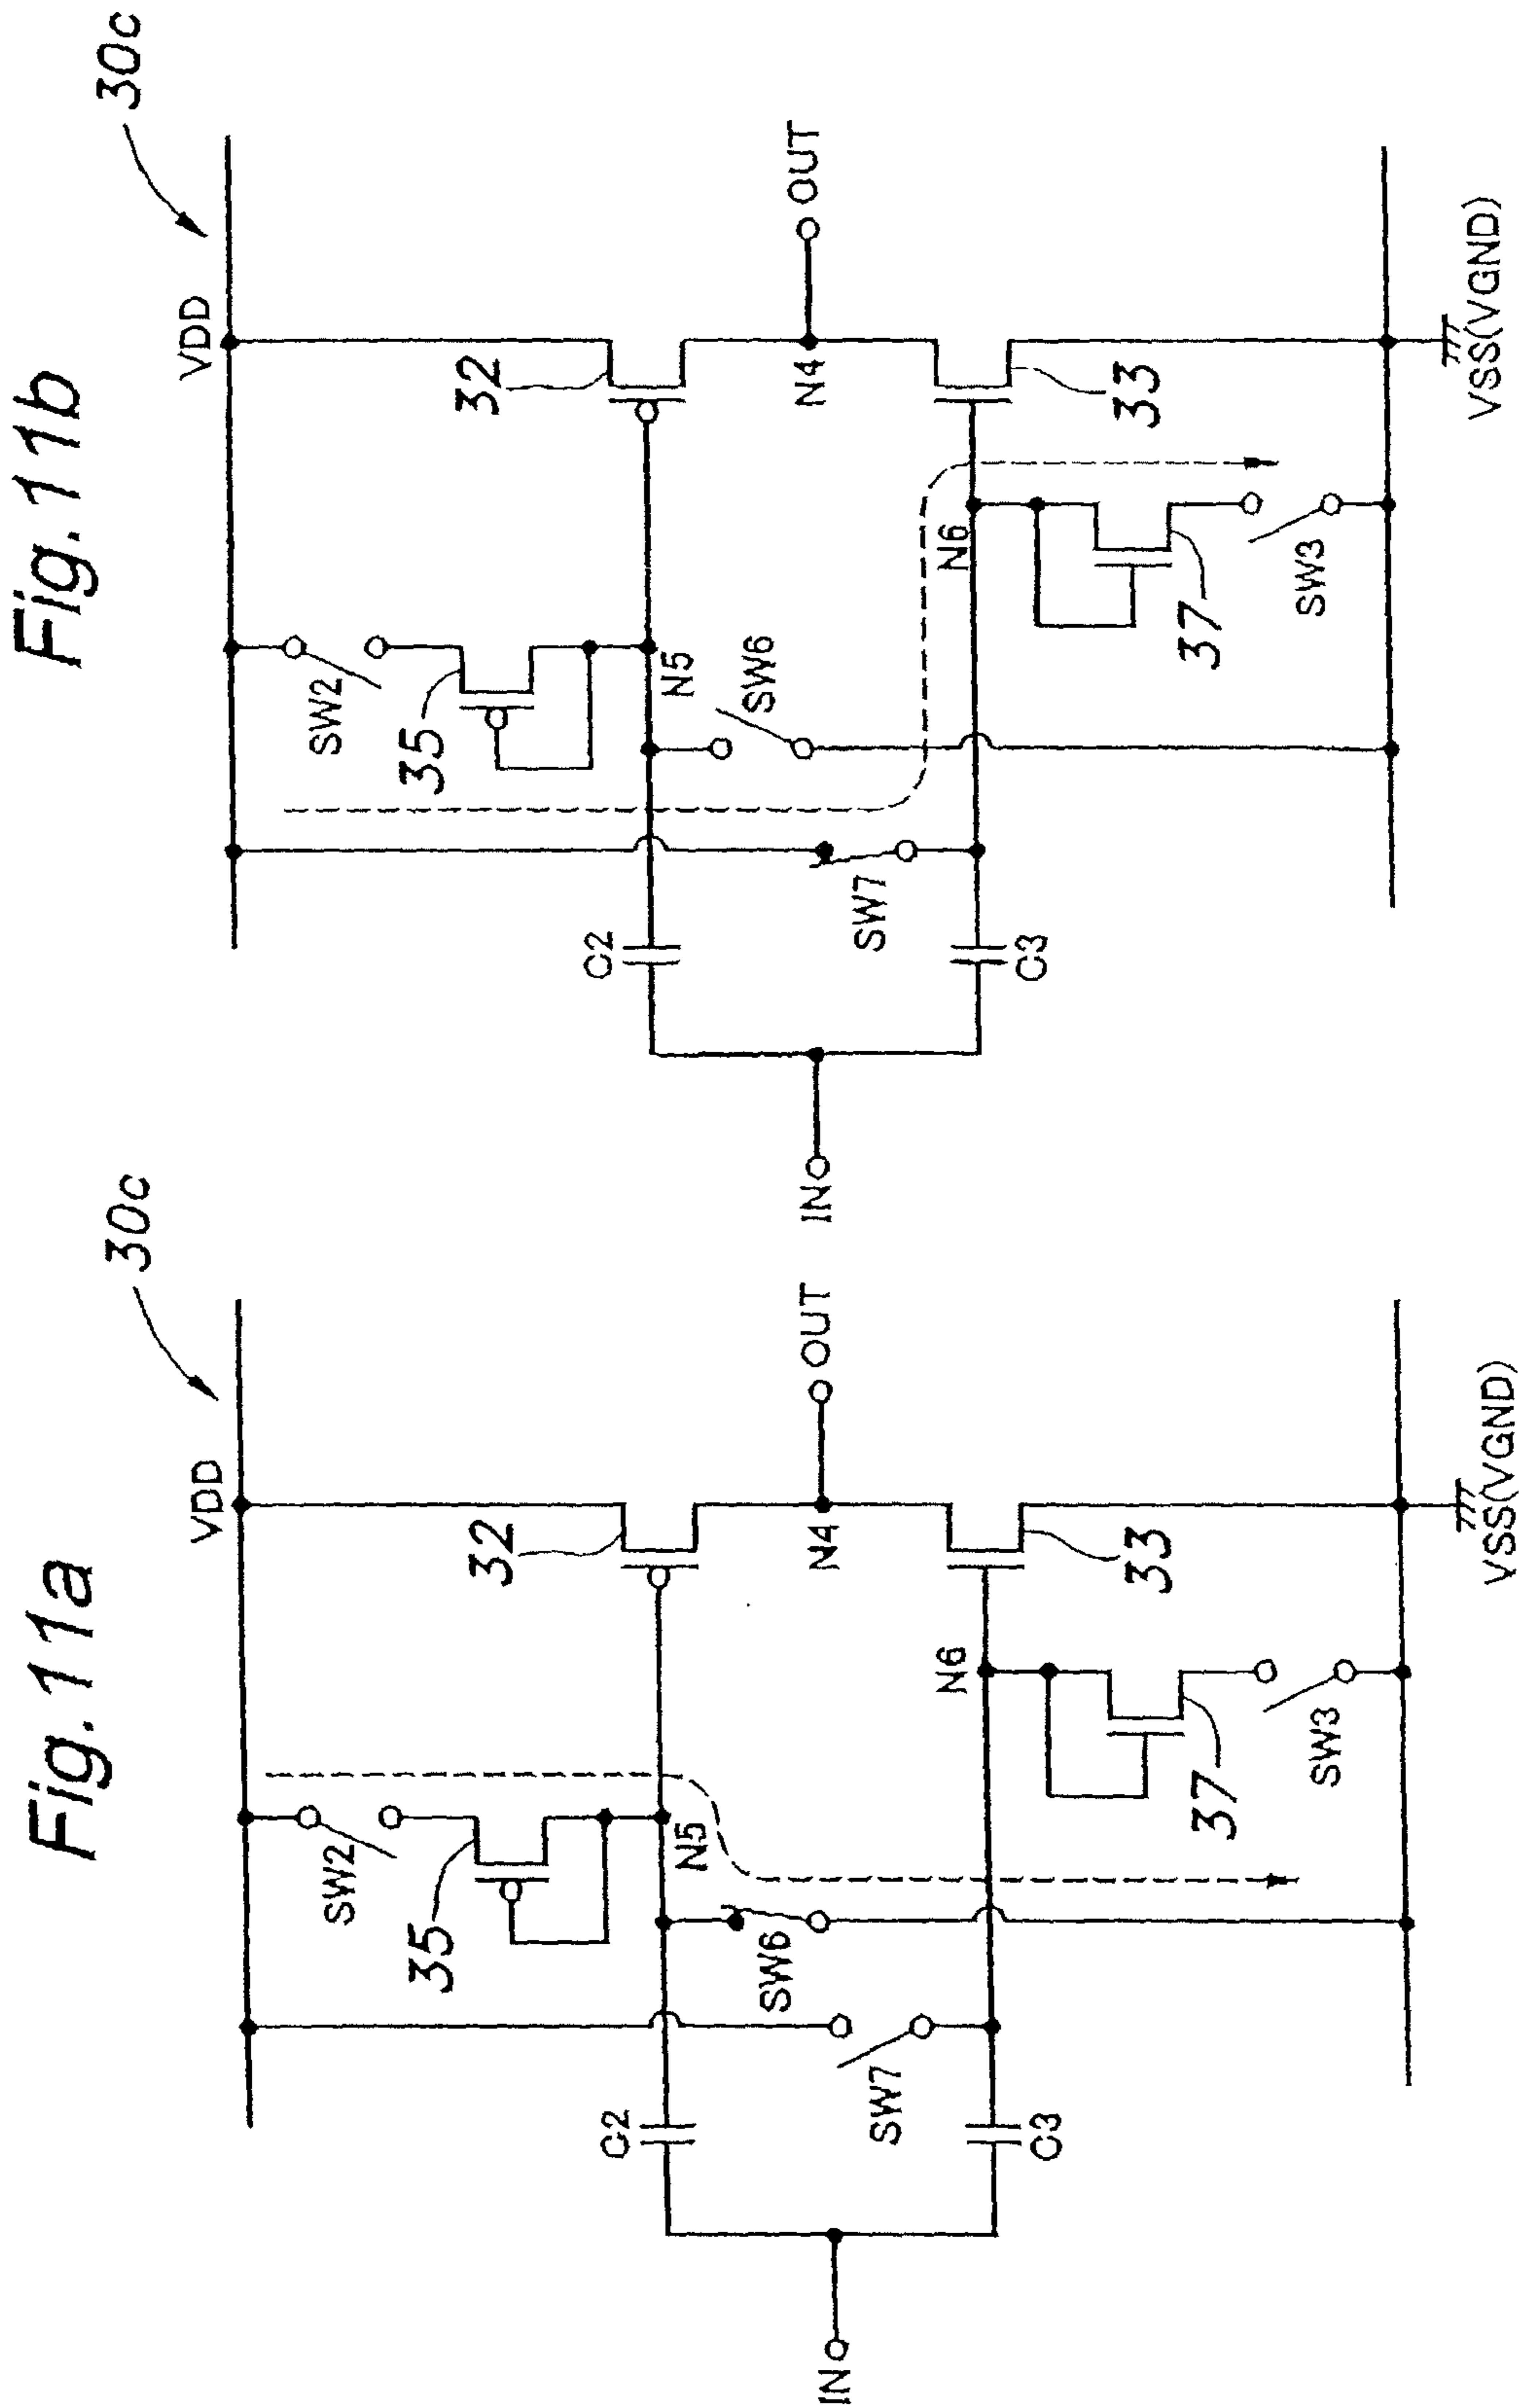 Fig. 11a
30c
VDD
SW2
35
32
N5
SW6
C2
SW7
N4
OUT
IN
N6
C3
37
33
SW3
VSS(VGND)
Fig. 11b
30c
VDD
SW2
35
32
N5
SW6
C2
SW7
N4
OUT
IN
N6
C3
37
33
SW3
VSS(VGND)